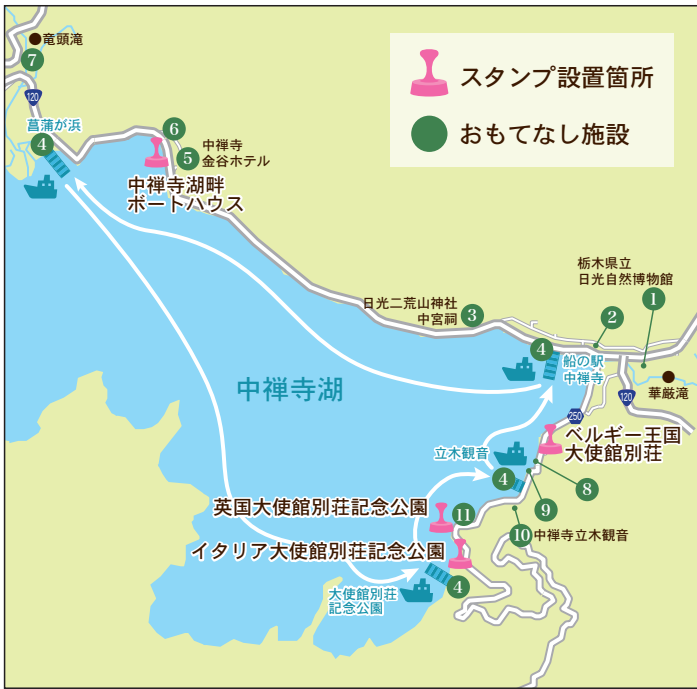 竜頭滝
7
120
菖蒲が浜
4
6
5
中禅寺
金谷ホテル
中禅寺湖畔
ボートハウス
スタンプ設置箇所
おもてなし施設
栃木県立
日光自然博物館
1
2
日光二荒山神社
中宮祠
3
4
船の駅
中禅寺
華厳滝
120
250
中禅寺湖
ベルギー王国
大使館別荘
立木観音
4
8
9
10
中禅寺立木観音
英国大使館別荘記念公園
11
イタリア大使館別荘記念公園
大使館別荘
記念公園
4